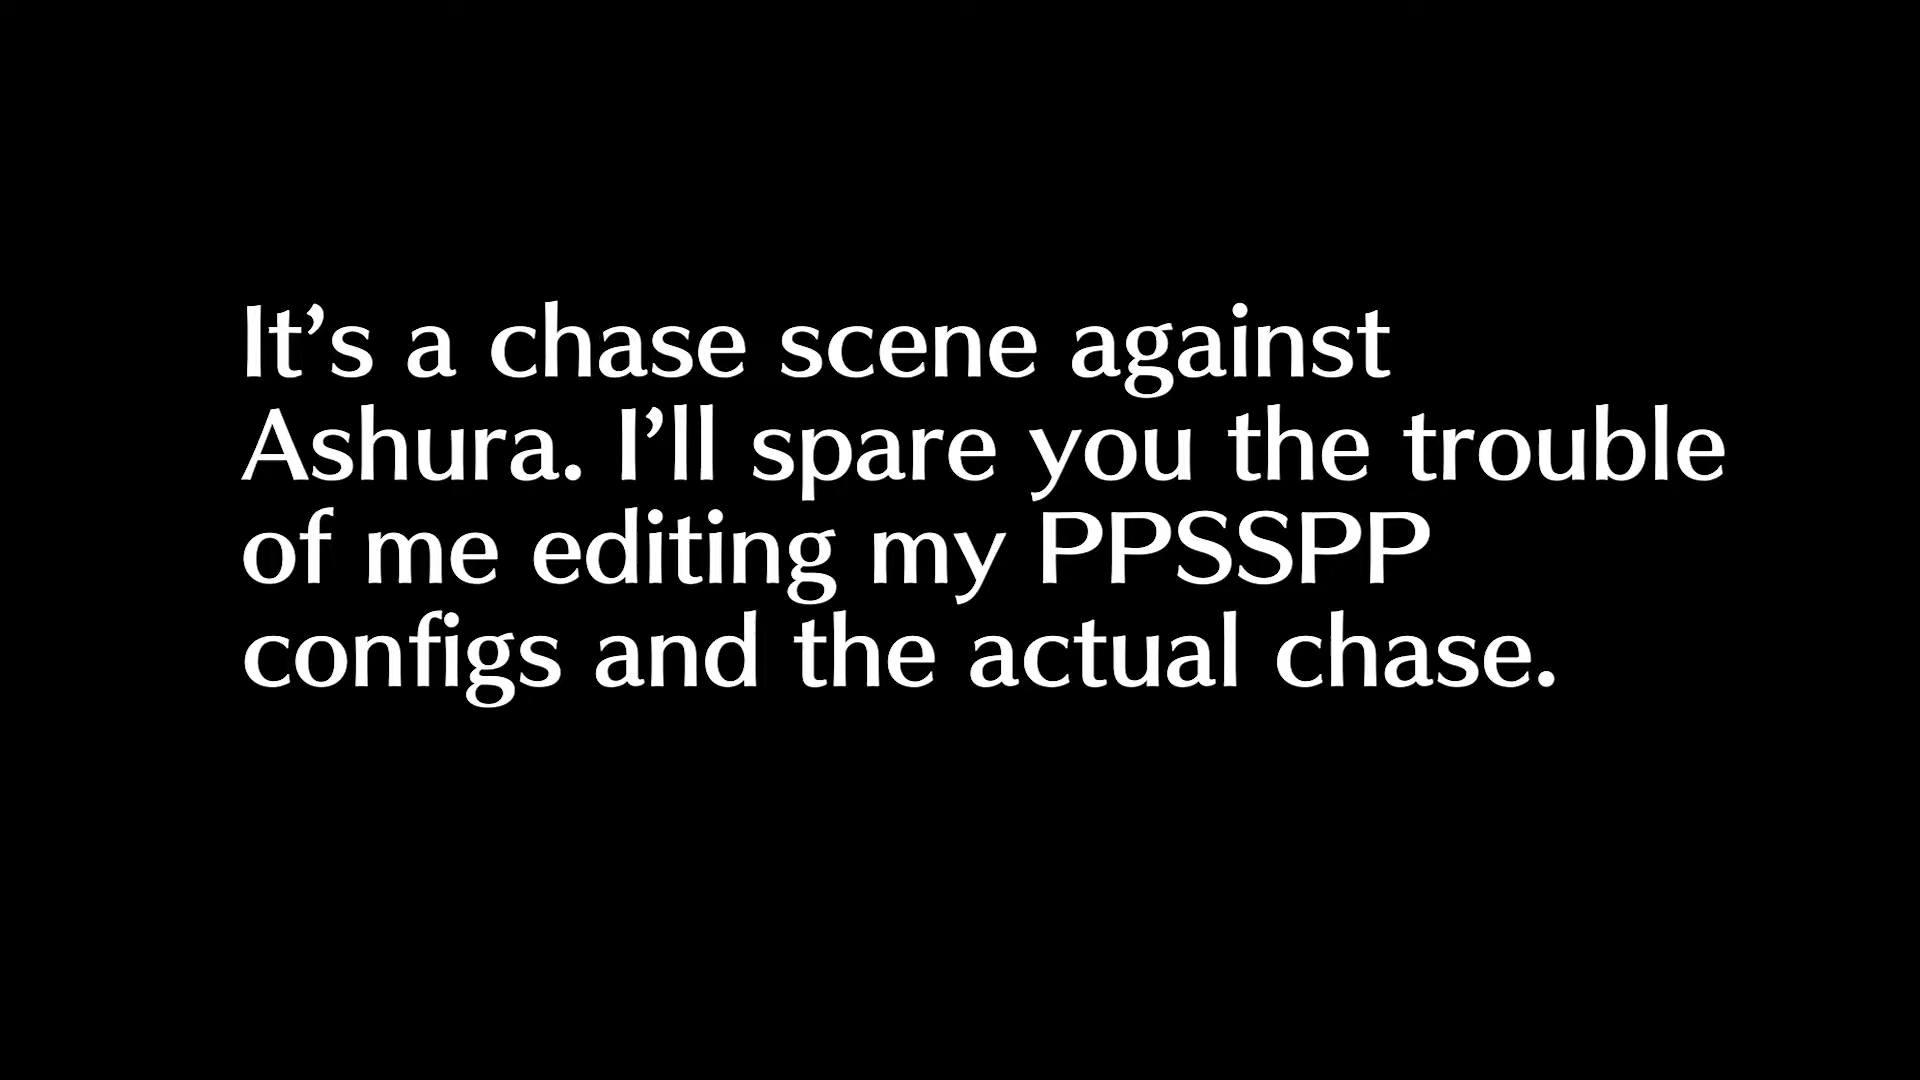 It’s a chase scene against
Ashura. I’ll spare you the trouble
of me editing my PPSSPP
configs and the actual chase.